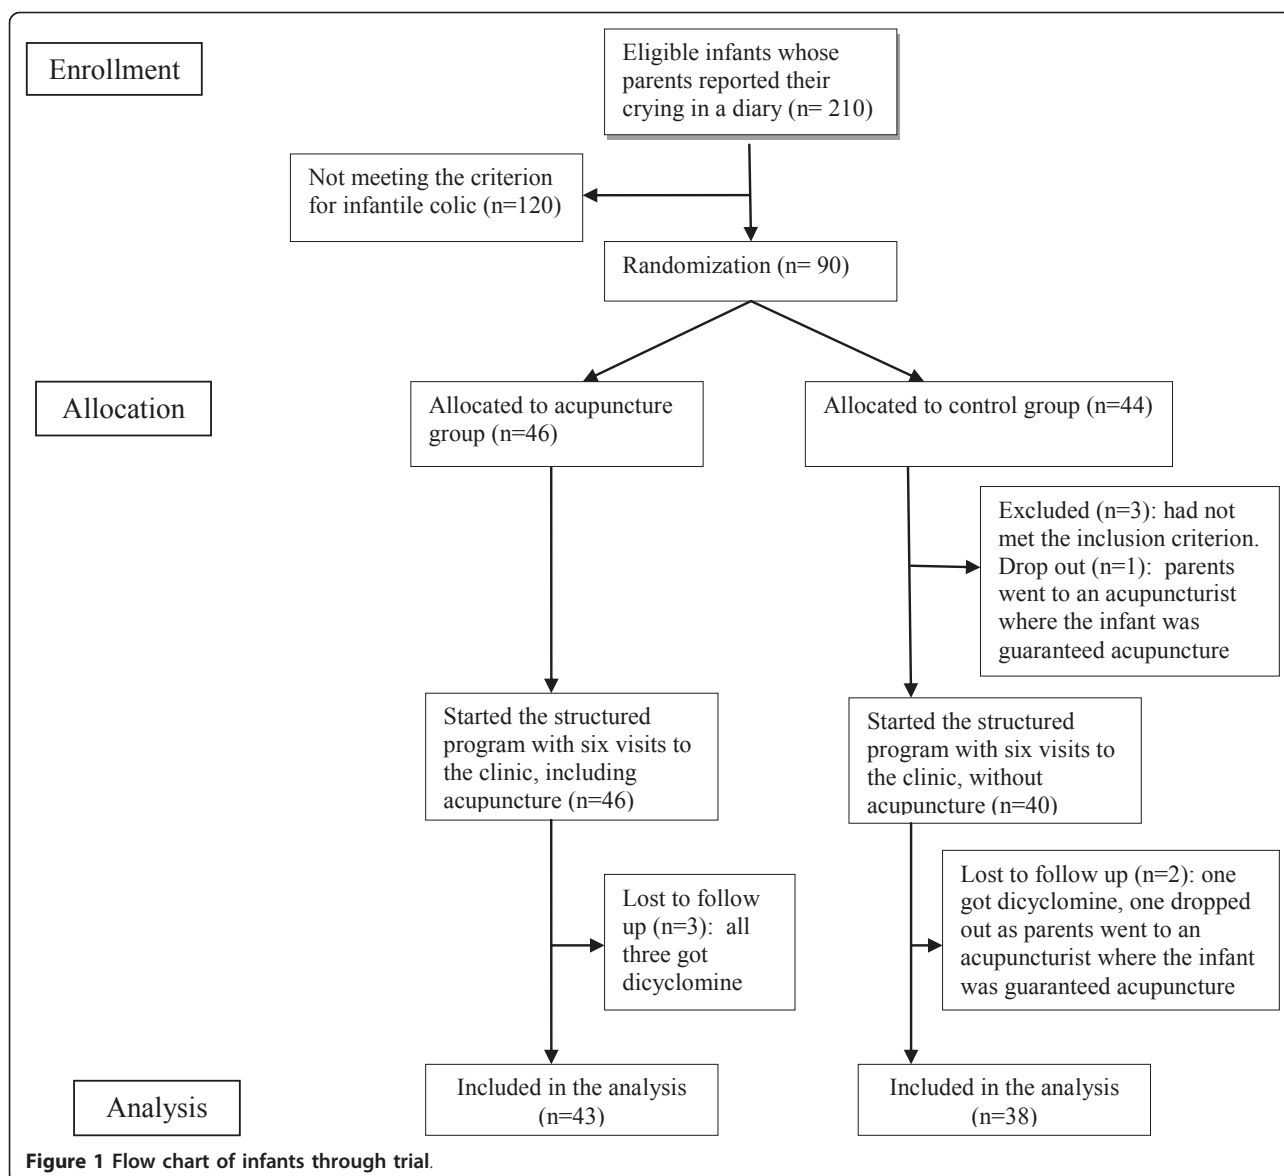 Enrollment
Eligible infants whose
parents reported their
crying in a diary (n= 210)
Not meeting the criterion
for infantile colic (n=120)
Randomization (n= 90)
Allocation
Allocated to acupuncture
group (n=46)
Allocated to control group (n=44)
Excluded (n=3): had not
met the inclusion criterion.
Drop out (n=1):  parents
went to an acupuncturist
where the infant was
guaranteed acupuncture
Started the structured
program with six visits to
the clinic, including
acupuncture (n=46)
Started the structured
program with six visits to
the clinic, without
acupuncture (n=40)
Lost to follow
up (n=3):  all
three got
dicyclomine
Lost to follow up (n=2): one
got dicyclomine, one dropped
out as parents went to an
acupuncturist where the infant
was guaranteed acupuncture
Analysis
Included in the analysis
(n=43)
Included in the analysis
(n=38)
Figure 1 Flow chart of infants through trial.